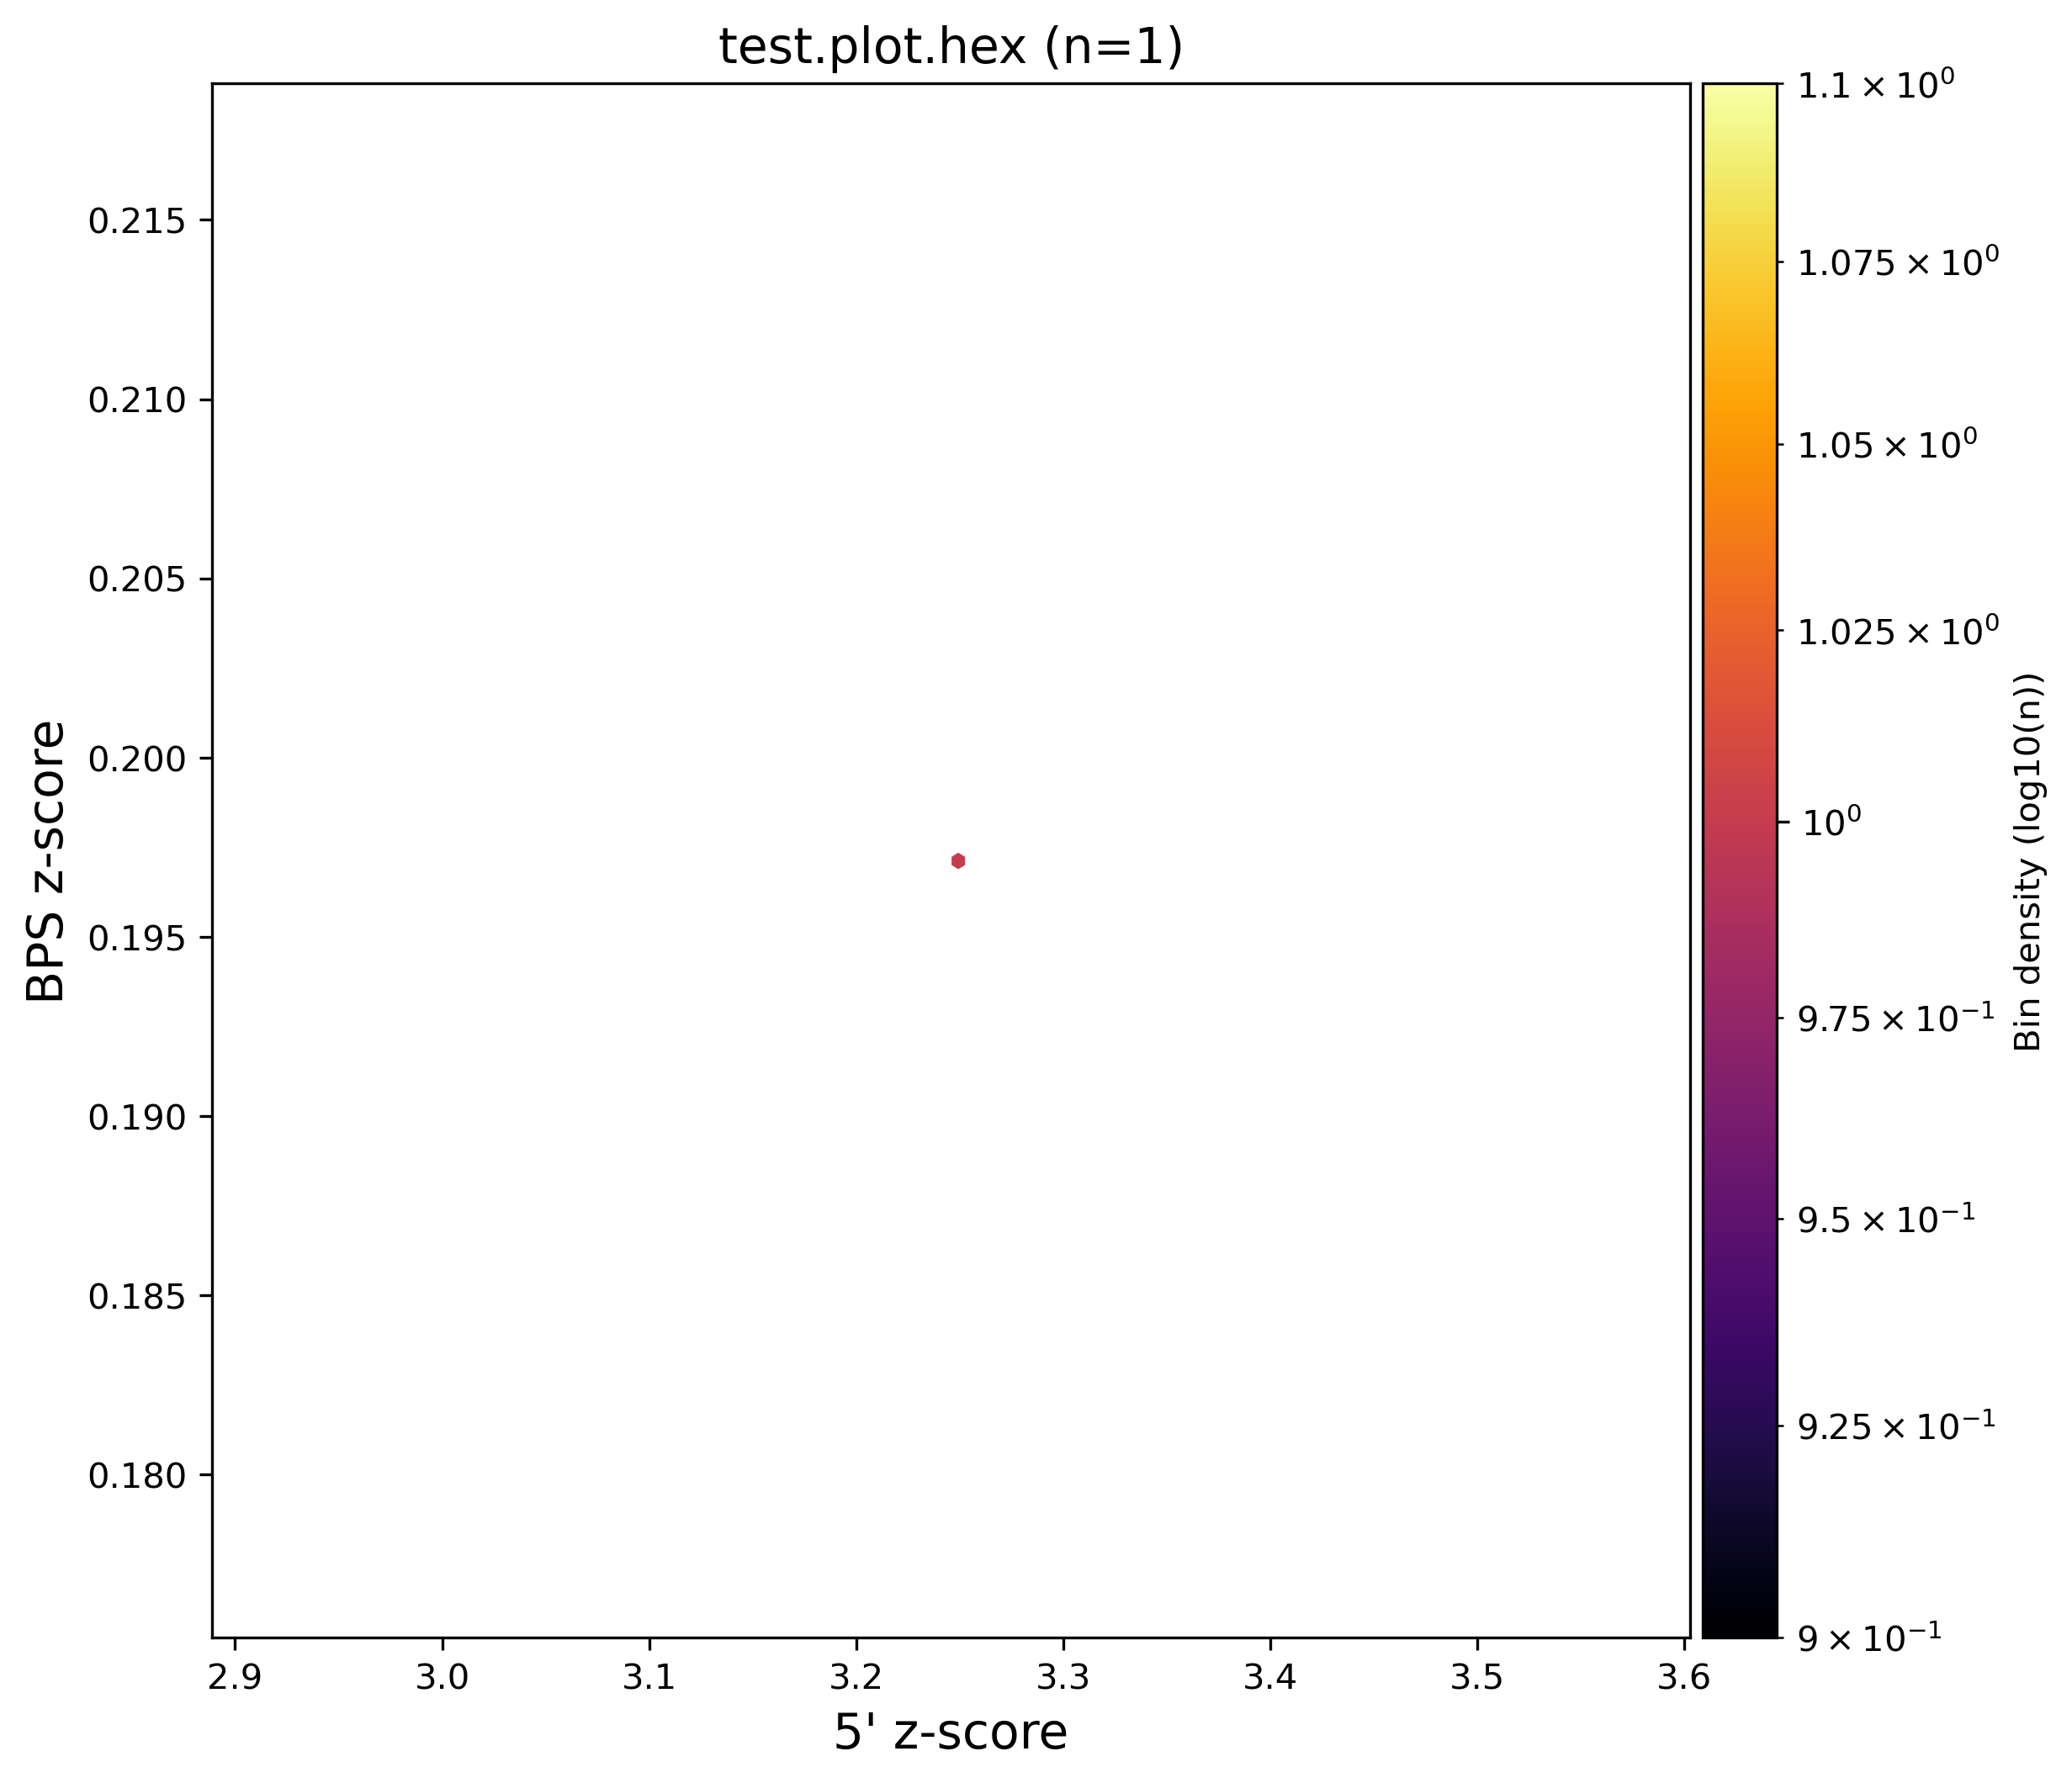 test.plot.hex (n=1)
BPS z-score
0.215
0.210
0.205
0.200
0.195
0.190
0.185
0.180
2.9 3.0 3.1 3.2 3.3 3.4 3.5 3.6
5' z-score
1.1 × 10⁰
1.075 × 10⁰
1.05 × 10⁰
1.025 × 10⁰
10⁰
9.75 × 10⁻¹
9.5 × 10⁻¹
9.25 × 10⁻¹
9 × 10⁻¹
Bin density (log10(n))